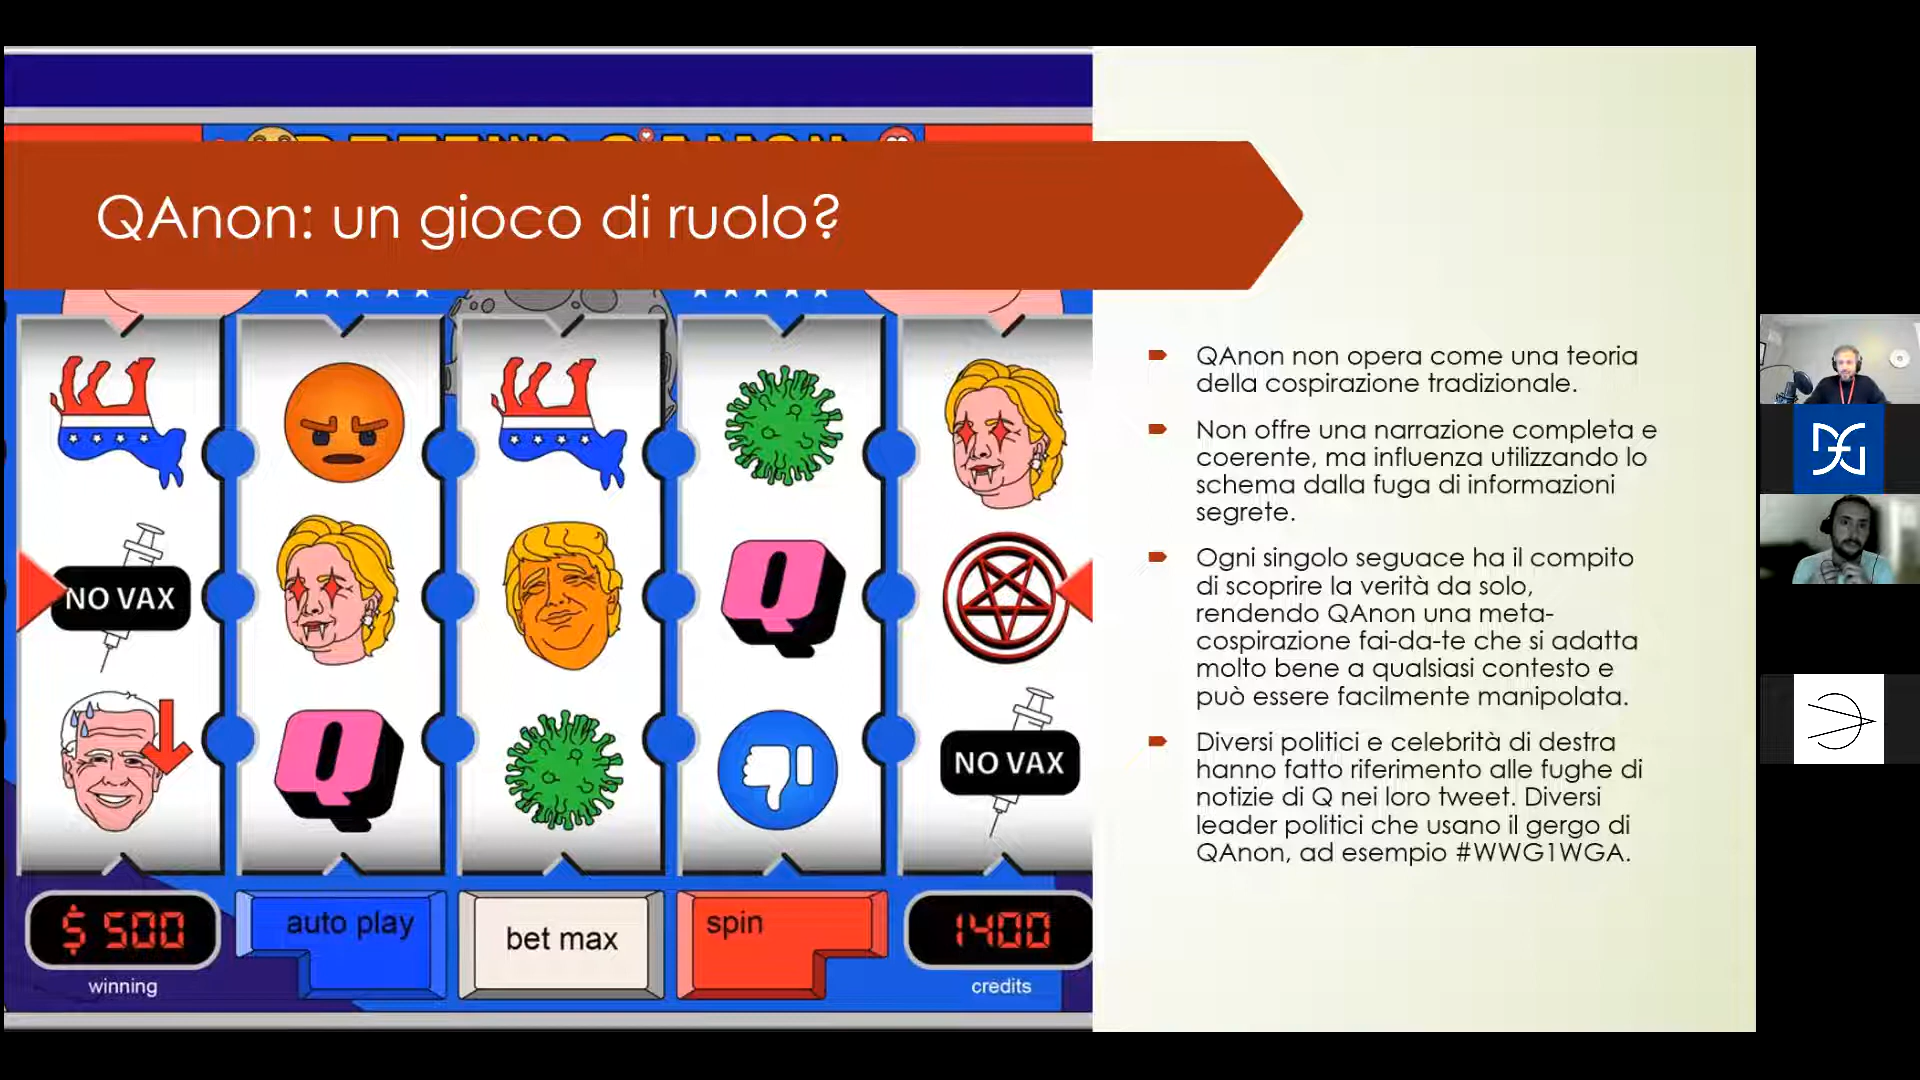 QAnon: un gioco di ruolo?
NO VAX
Q
Q
NO VAX
$ 500
winning
auto play
bet max
spin
1400
credits
QAnon non opera come una teoria
della cospirazione tradizionale.
Non offre una narrazione completa e
coerente, ma influenza utilizzando lo
schema dalla fuga di informazioni
segrete.
Ogni singolo seguace ha il compito
di scoprire la verità da solo,
rendendo QAnon una meta-
cospirazione fai-da-te che si adatta
molto bene a qualsiasi contesto e
può essere facilmente manipolata.
Diversi politici e celebrità di destra
hanno fatto riferimento alle fughe di
notizie di Q nei loro tweet. Diversi
leader politici che usano il gergo di
QAnon, ad esempio #WWG1WGA.